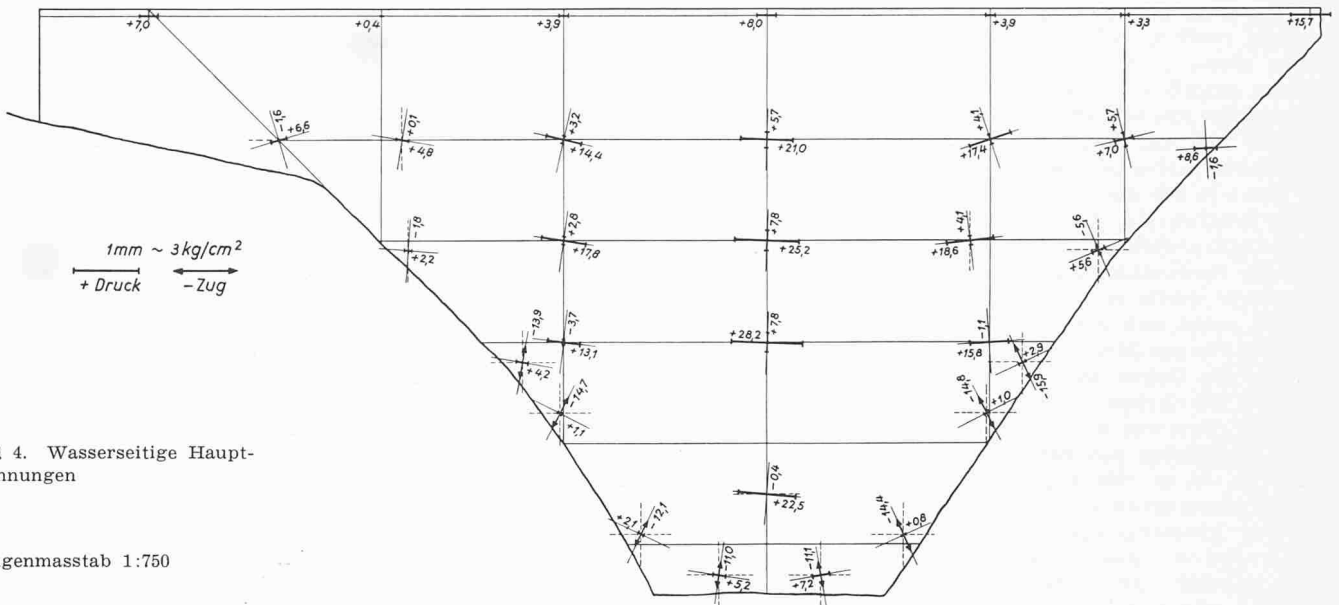 +7,0 +0,4 +3,9 +8,0 +3,9 +3,3 +15,7
-1,6 +6,6 +0,1 +4,8 +3,2 +14,4 +5,7 +21,0 +4,1 +17,4 +5,7 +7,0 +8,6 -1,6
-1,8 +2,2 +2,8 +17,8 +7,8 +25,2 +4,1 +18,6 -5,6 +5,6
1mm ~ 3kg/cm²
+ Druck - Zug
-13,9 +4,2 -3,7 +13,1 +28,2 +7,8 -1,1 +15,8 +2,9 -15,9
-14,7 +1,1 -14,8 +1,0
4. Wasserseitige Haupt-
nnungen
-0,4 +22,5
+2,1 -12,1 -14,4 +0,8
genmasstab 1:750
-11,0 +5,2 -11,1 +7,2